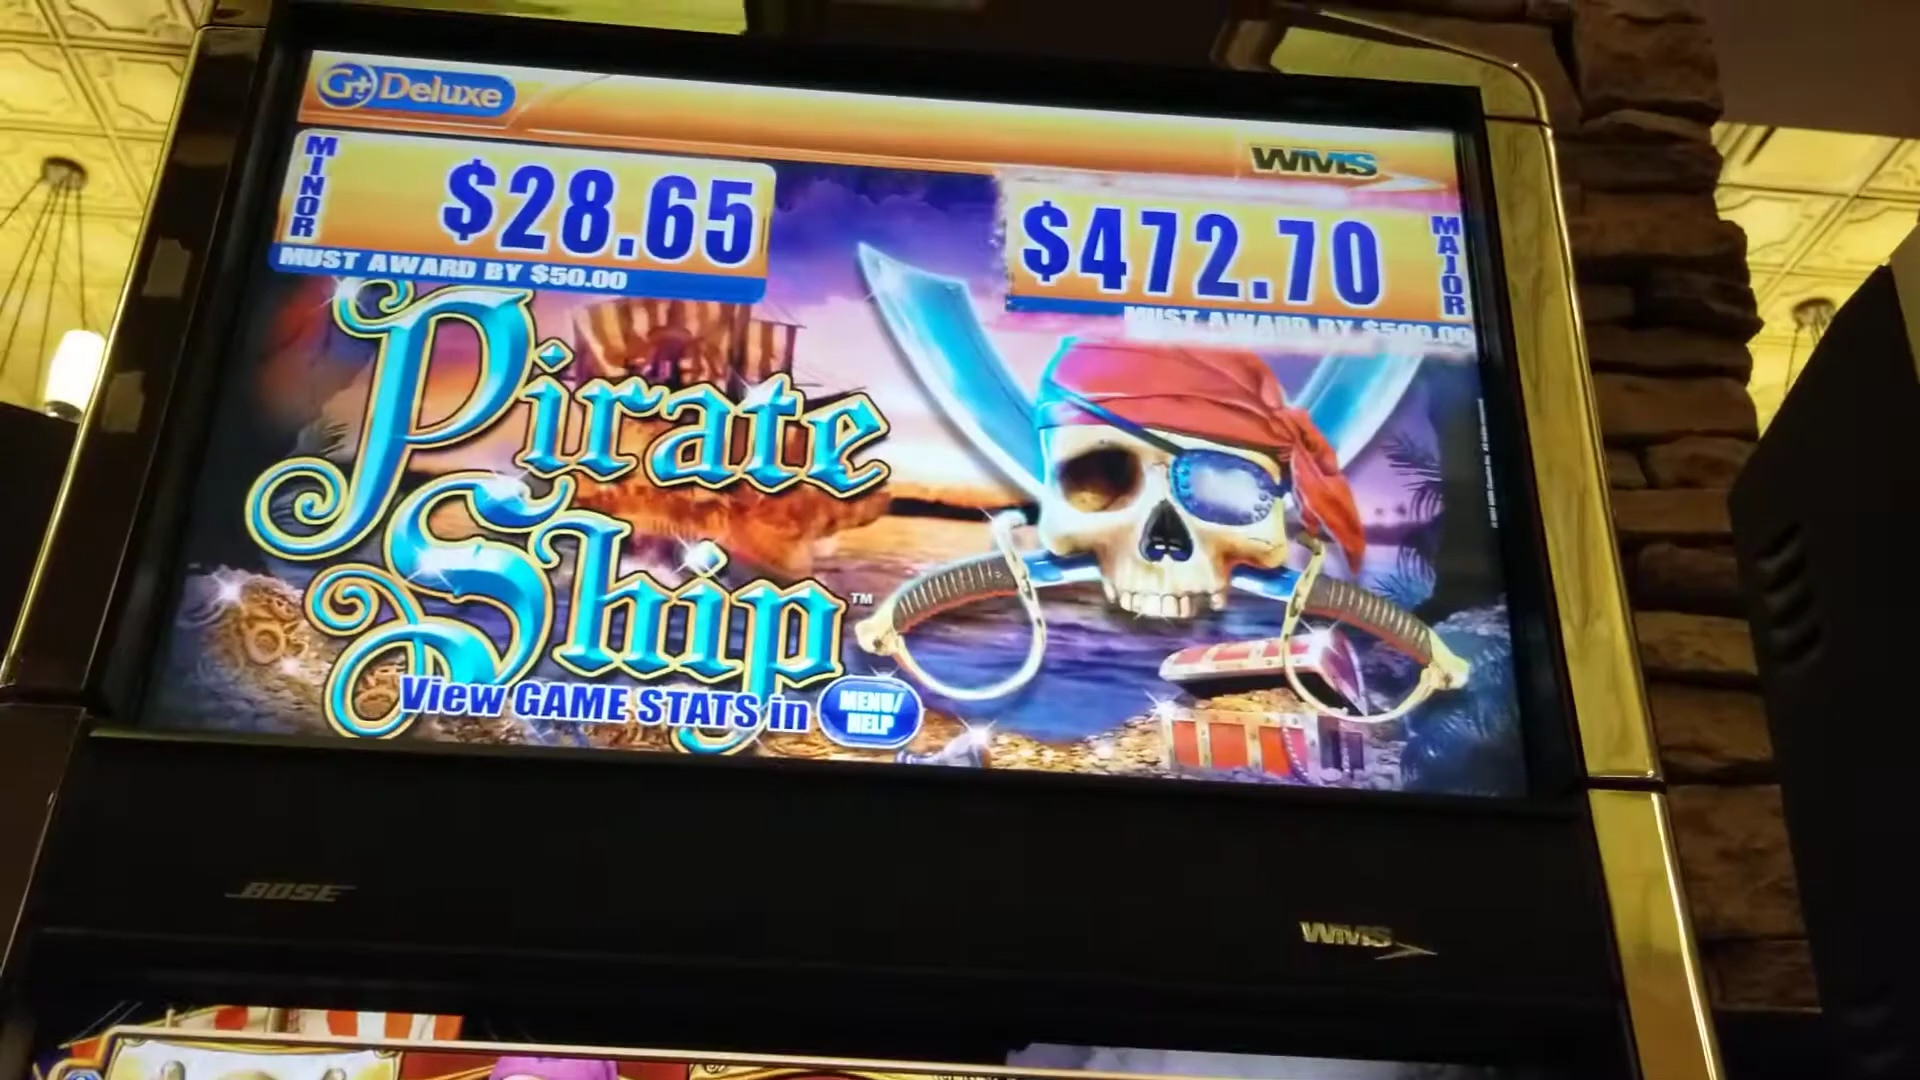 G+ Deluxe
WMS
MINOR
$28.65
MUST AWARD BY $50.00
$472.70
MAJOR
MUST AWARD BY $500.00
Pirate
Ship™
View GAME STATS in
MENU/
HELP
BOSE
WMS